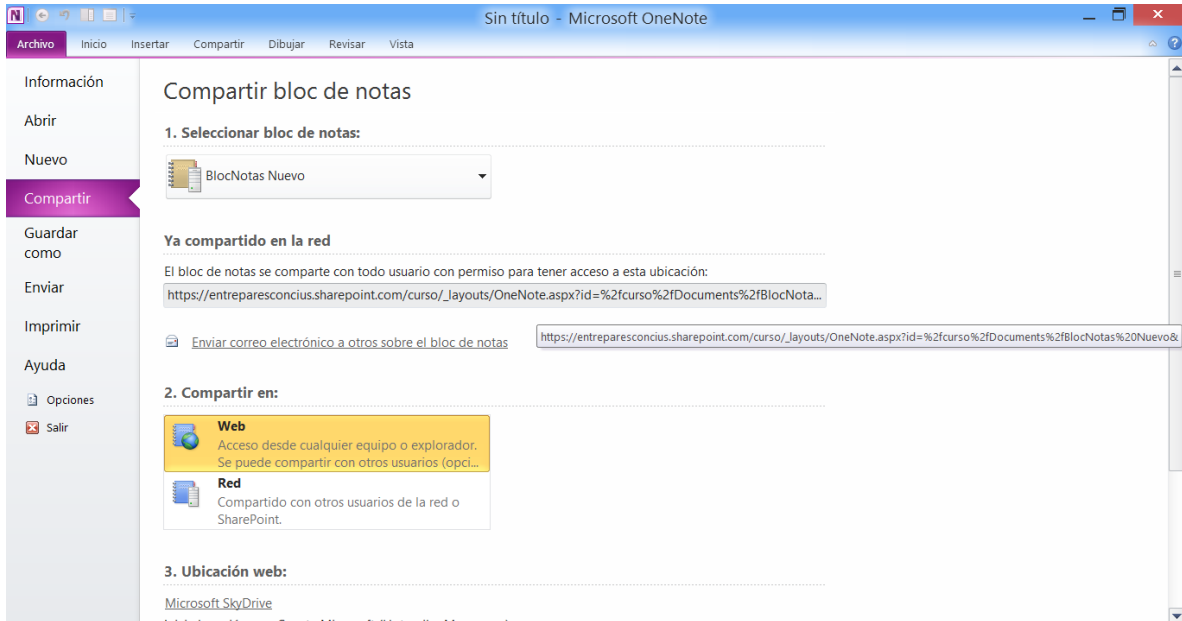 Sin título - Microsoft OneNote
Archivo Inicio Insertar Compartir Dibujar Revisar Vista
Información
Abrir
Nuevo
Compartir
Guardar
como
Enviar
Imprimir
Ayuda
Opciones
Salir
Compartir bloc de notas
1. Seleccionar bloc de notas:
BlocNotas Nuevo
Ya compartido en la red
El bloc de notas se comparte con todo usuario con permiso para tener acceso a esta ubicación:
https://entreparesconcius.sharepoint.com/curso/_layouts/OneNote.aspx?id=%2fcurso%2fDocuments%2fBlocNota...
https://entreparesconcius.sharepoint.com/curso/_layouts/OneNote.aspx?id=%2fcurso%2fDocuments%2fBlocNotas%20Nuevo&
Enviar correo electrónico a otros sobre el bloc de notas
2. Compartir en:
Web
Acceso desde cualquier equipo o explorador.
Se puede compartir con otros usuarios (opci...
Red
Compartido con otros usuarios de la red o
SharePoint.
3. Ubicación web:
Microsoft SkyDrive